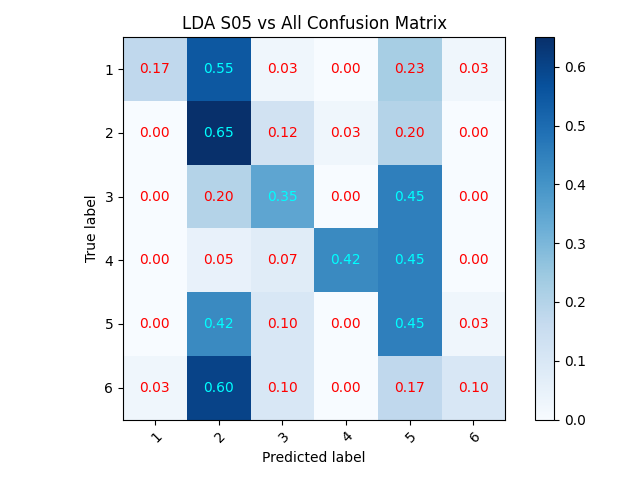 LDA S05 vs All Confusion Matrix
True label
1 0.17 0.55 0.03 0.00 0.23 0.03
2 0.00 0.65 0.12 0.03 0.20 0.00
3 0.00 0.20 0.35 0.00 0.45 0.00
4 0.00 0.05 0.07 0.42 0.45 0.00
5 0.00 0.42 0.10 0.00 0.45 0.03
6 0.03 0.60 0.10 0.00 0.17 0.10
1 2 3 4 5 6
Predicted label
0.6
0.5
0.4
0.3
0.2
0.1
0.0